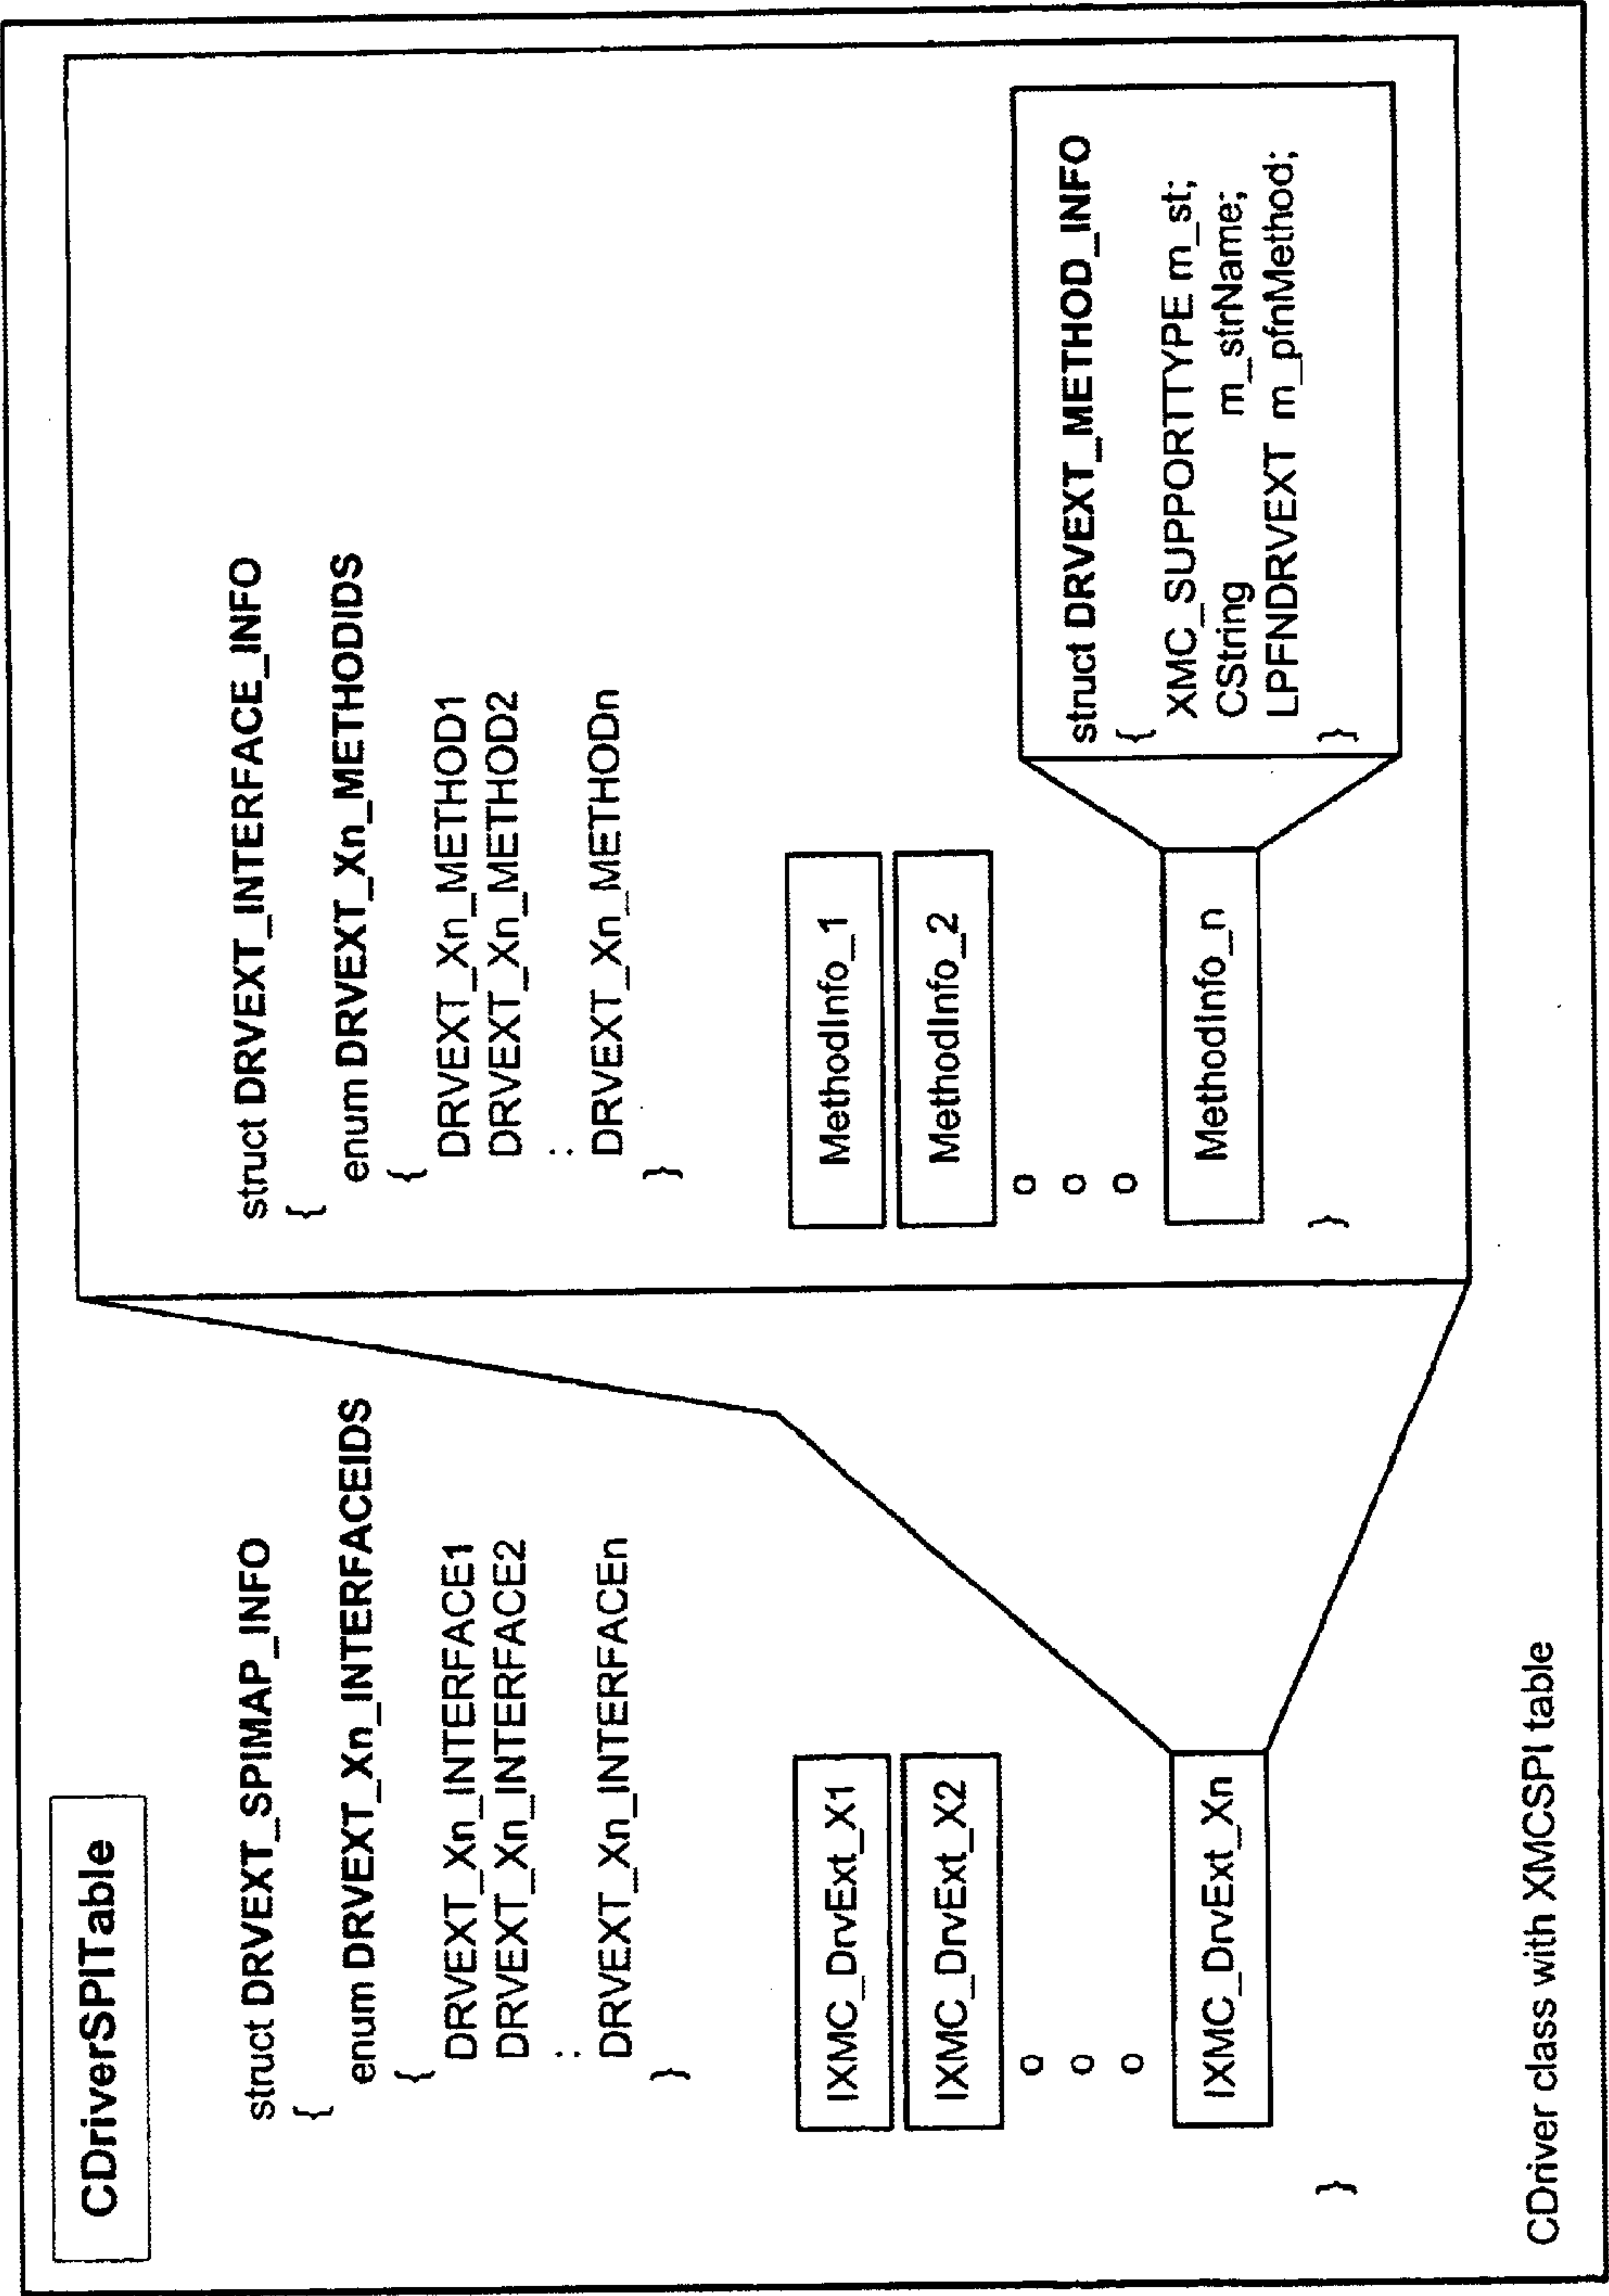 CDriverSPITable
struct DRVEXT_SPIMAP_INFO
{
enum DRVEXT_Xn_INTERFACEIDS
{
DRVEXT_Xn_INTERFACE1
DRVEXT_Xn_INTERFACE2
:
DRVEXT_Xn_INTERFACEn
}
IXMC_DrvExt_X1
IXMC_DrvExt_X2
o
o
o
IXMC_DrvExt_Xn
}
struct DRVEXT_INTERFACE_INFO
{
enum DRVEXT_Xn_METHODIDS
{
DRVEXT_Xn_METHOD1
DRVEXT_Xn_METHOD2
:
DRVEXT_Xn_METHODn
}
MethodInfo_1
MethodInfo_2
o
o
o
MethodInfo_n
}
struct DRVEXT_METHOD_INFO
{
XMC_SUPPORTTYPE m_st;
CString m_strName;
LPFNDRVEXT m_pfnMethod;
}
CDriver class with XMCSPI table